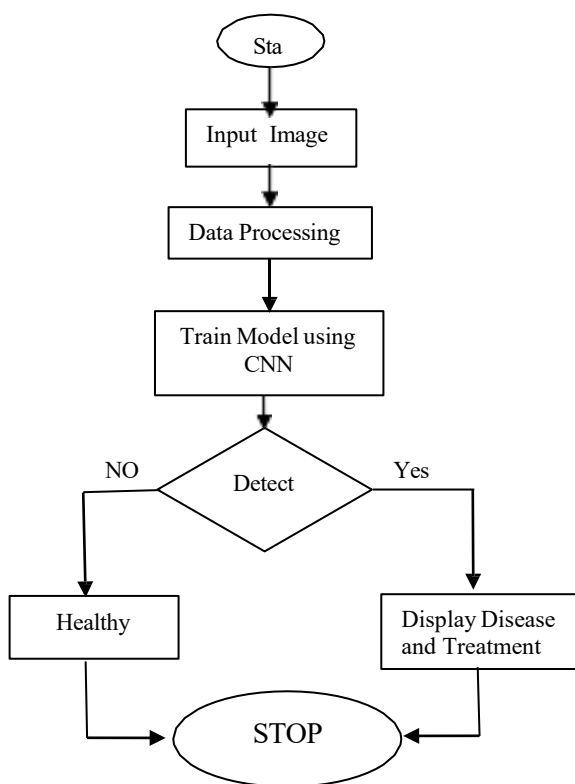 Sta
Input Image
Data Processing
Train Model using
CNN
NO
Detect
Yes
Healthy
Display Disease
and Treatment
STOP